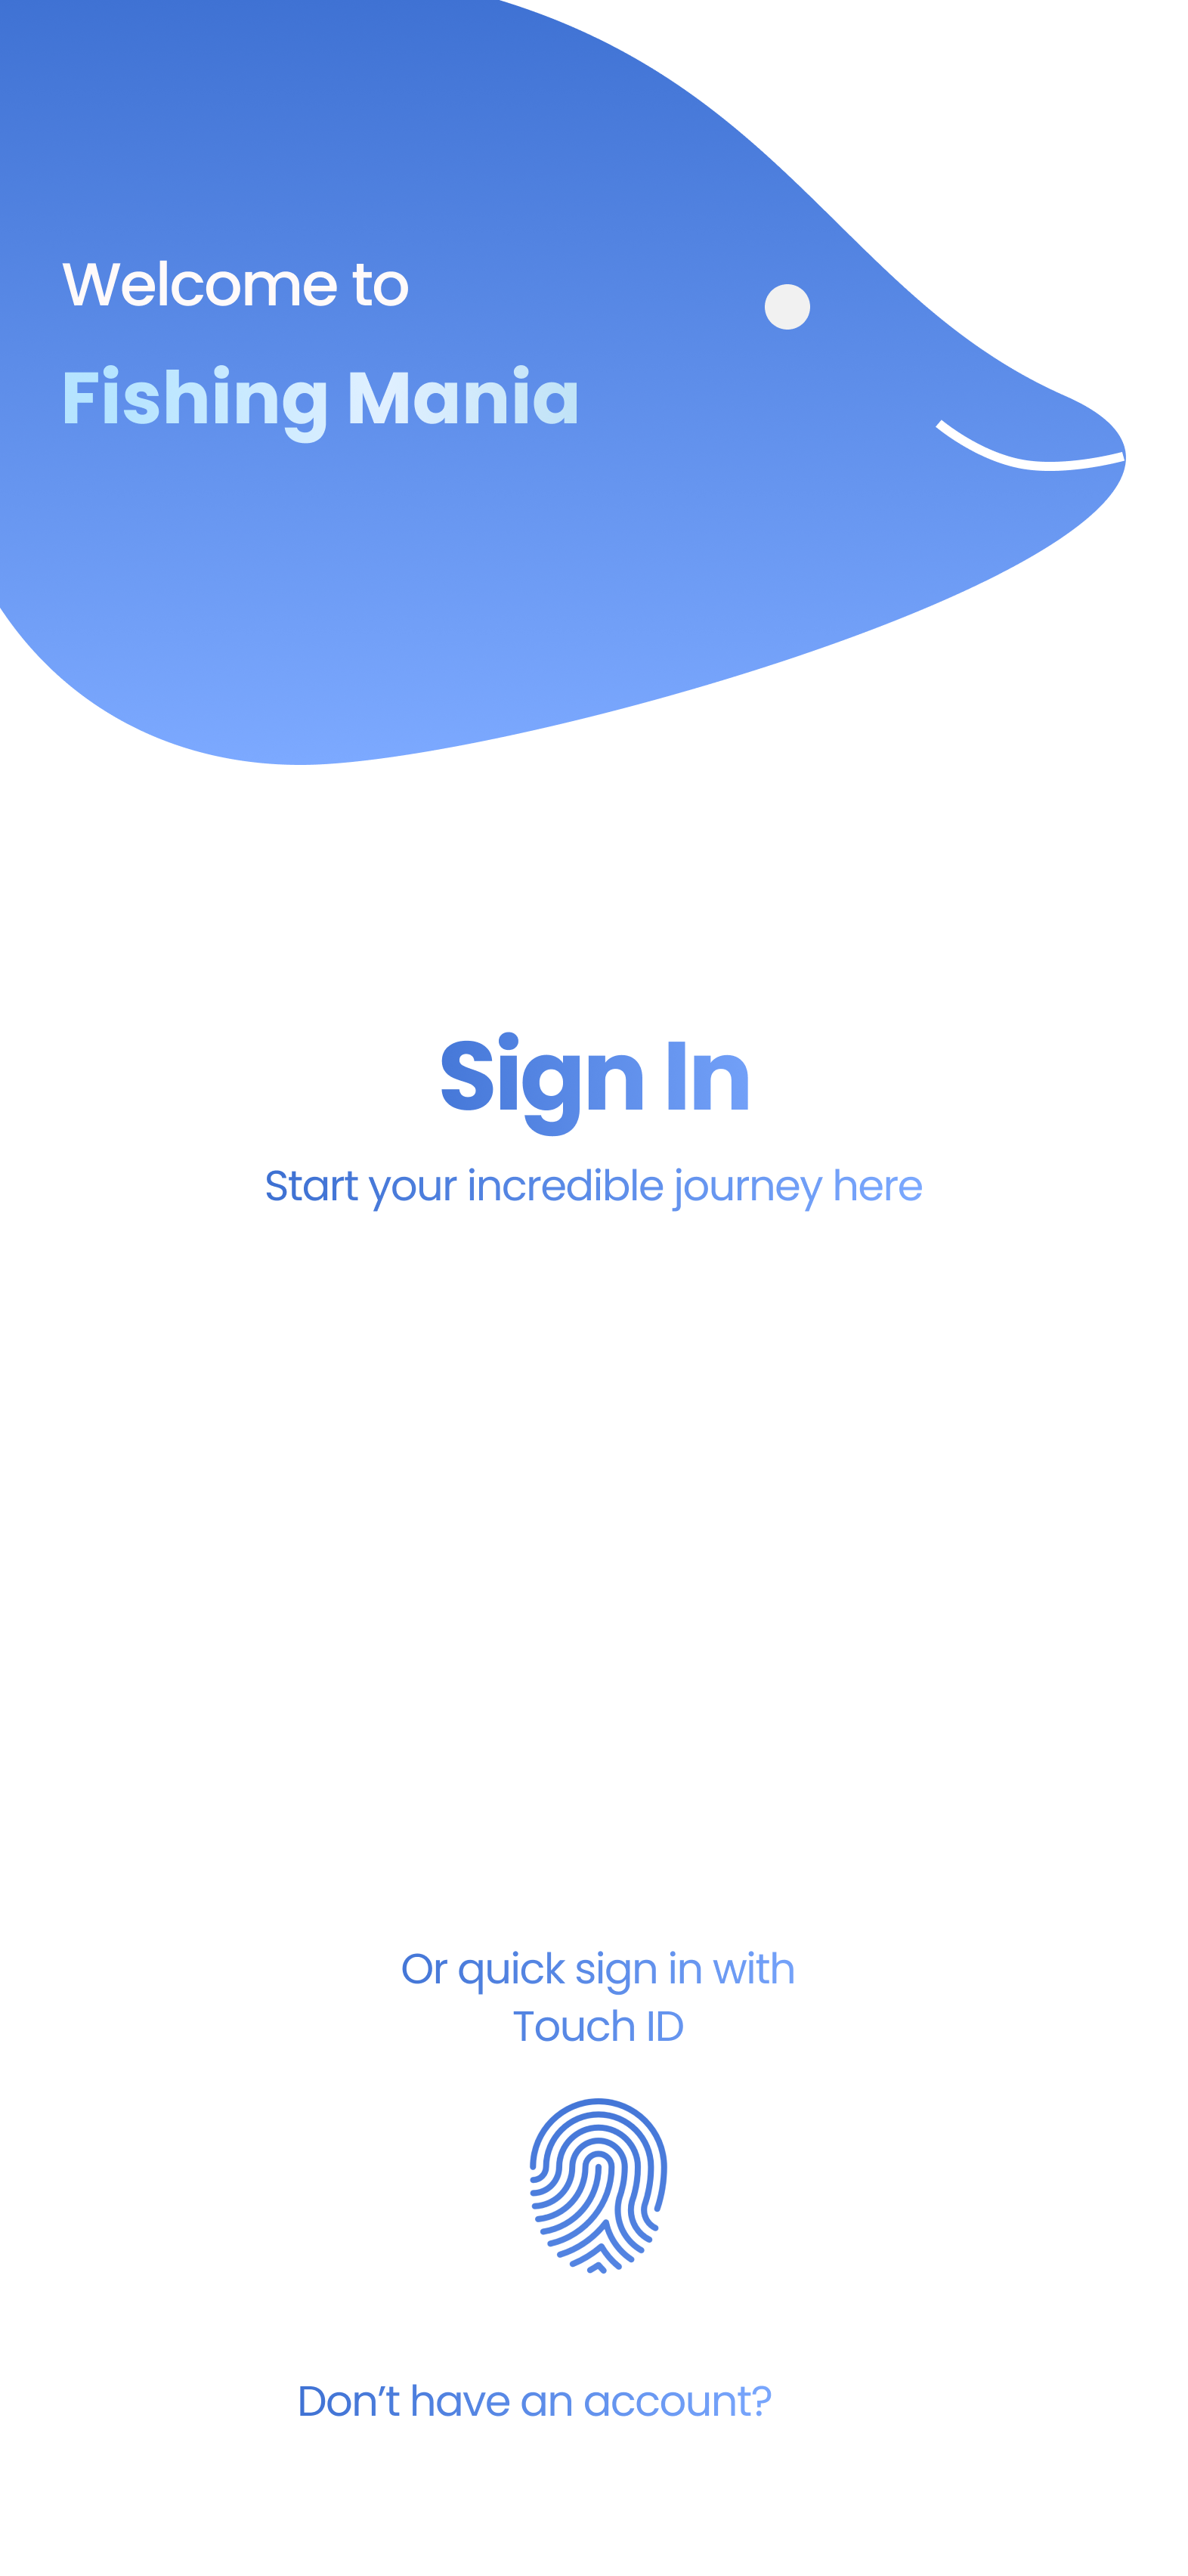 Welcome to
Fishing Mania
Sign In
Start your incredible journey here
Or quick sign in with
Touch ID
Don’t have an account?